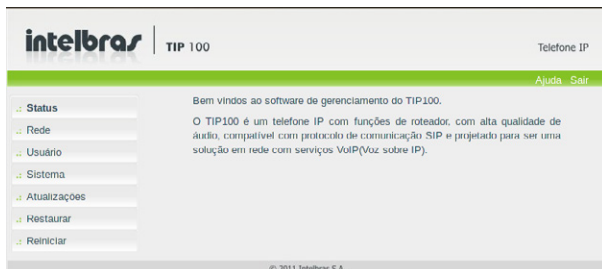 intelbras TIP 100
Telefone IP
Ajuda Sair
Status
Rede
Usuário
Sistema
Atualizações
Restaurar
Reiniciar
Bem vindos ao software de gerenciamento do TIP100.
O TIP100 é um telefone IP com funções de roteador, com alta qualidade de
áudio, compatível com protocolo de comunicação SIP e projetado para ser uma
solução em rede com serviços VoIP(Voz sobre IP).
© 2011 Intelbras S.A.